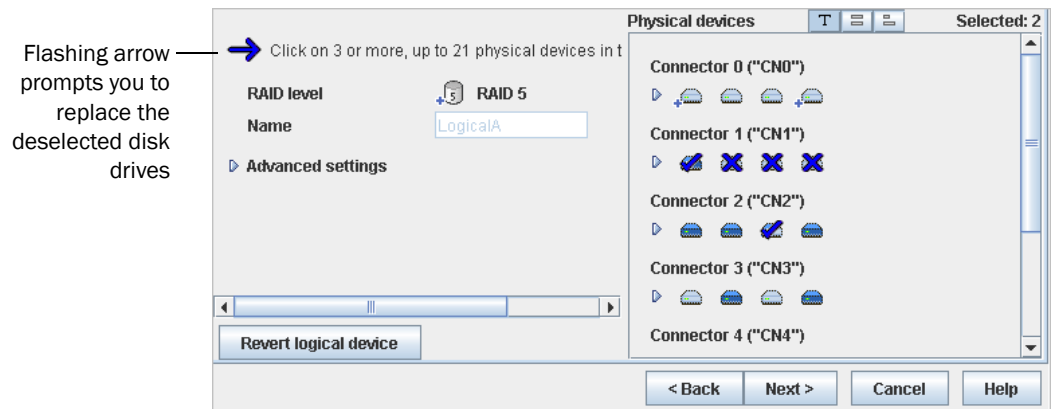 Flashing arrow
prompts you to
replace the
deselected disk
drives
Click on 3 or more, up to 21 physical devices in t
RAID level
5
RAID 5
Name
LogicalA
Advanced settings
Revert logical device
Physical devices
T
Selected: 2
Connector 0 ("CN0")
Connector 1 ("CN1")
Connector 2 ("CN2")
Connector 3 ("CN3")
Connector 4 ("CN4")
< Back
Next >
Cancel
Help